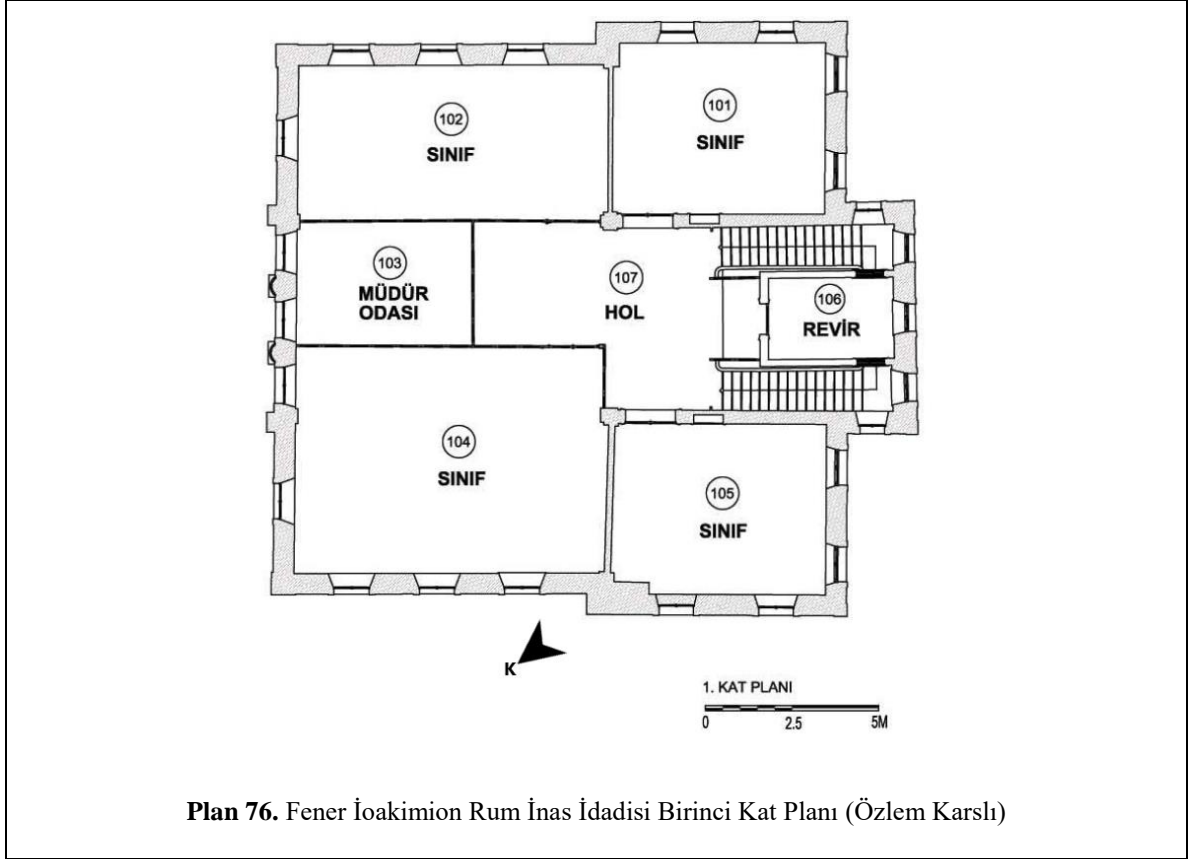 102
SINIF
101
SINIF
103
MÜDÜR
ODASI
107
HOL
106
REVİR
104
SINIF
105
SINIF
K
1. KAT PLANI
0 2.5 5M
Plan 76. Fener İoakimion Rum İnas İdadisi Birinci Kat Planı (Özlem Karslı)